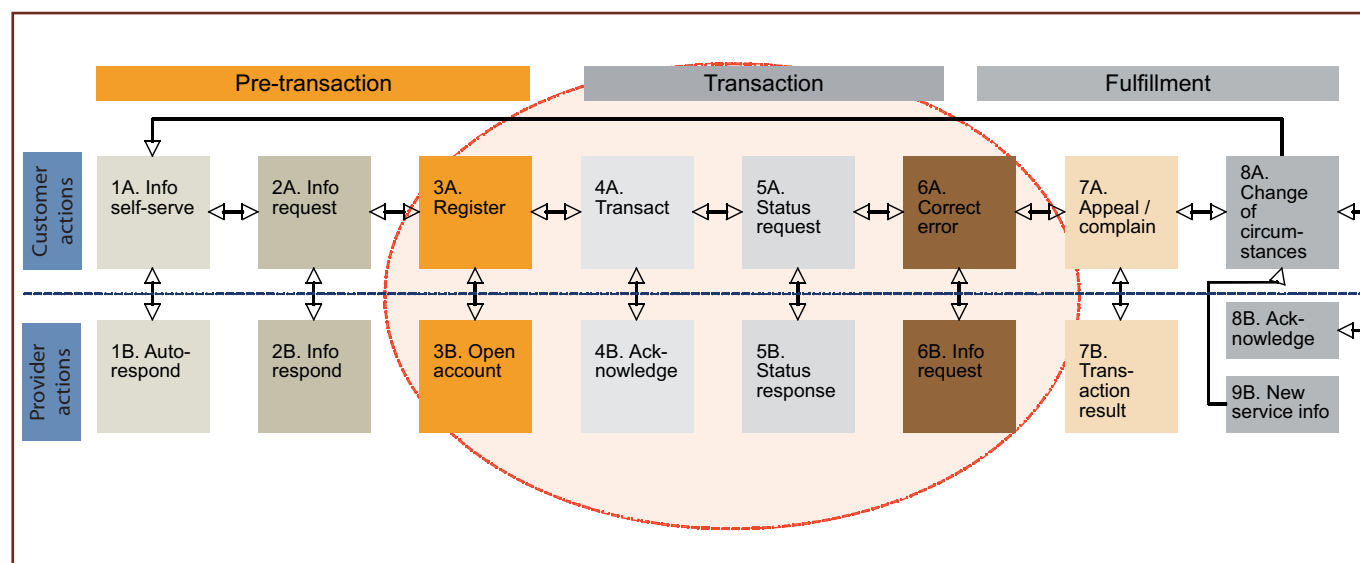 Pre-transaction
Transaction
Fulfillment
Customer
actions
1A. Info
self-serve
2A. Info
request
3A.
Register
4A.
Transact
5A.
Status
request
6A.
Correct
error
7A.
Appeal /
complain
8A.
Change
of
circum-
stances
Provider
actions
1B. Auto-
respond
2B. Info
respond
3B. Open
account
4B. Ack-
nowledge
5B.
Status
response
6B. Info
request
7B.
Trans-
action
result
8B. Ack-
nowledge
9B. New
service info